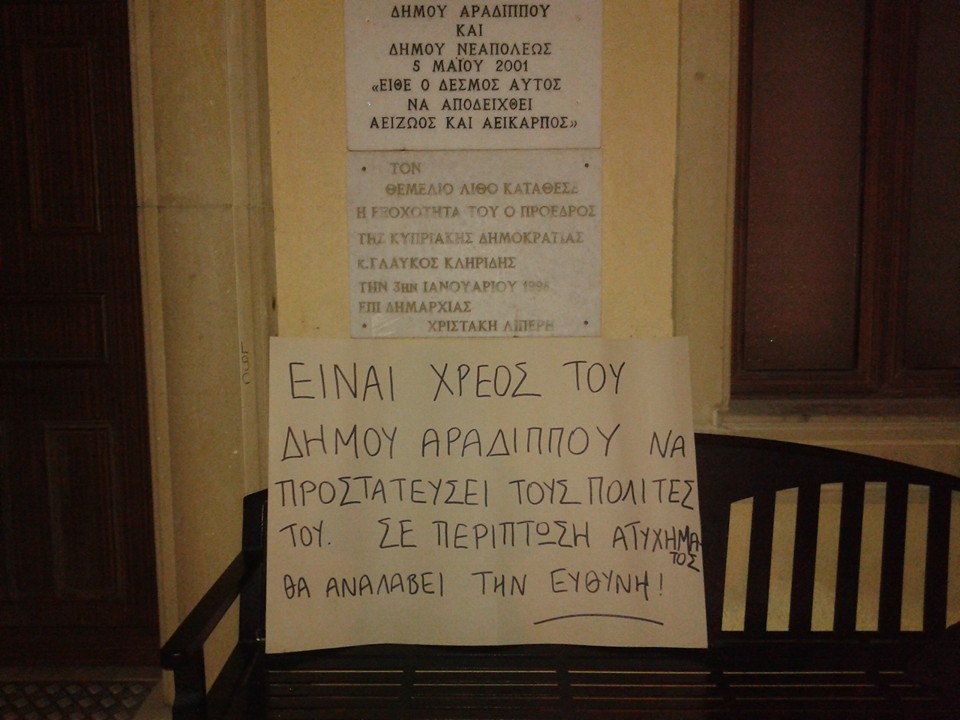 ΔΗΜΟΥ ΑΡΑΔΙΠΠΟΥ
ΚΑΙ
ΔΗΜΟΥ ΝΕΑΠΟΛΕΩΣ
5 ΜΑΪΟΥ 2001
«ΕΙΘΕ Ο ΔΕΣΜΟΣ ΑΥΤΟΣ
ΝΑ ΑΠΟΔΕΙΧΘΕΙ
ΑΕΙΖΩΟΣ ΚΑΙ ΑΕΙΚΑΡΠΟΣ»
ΤΟΝ
ΘΕΜΕΛΙΟ ΛΙΘΟ ΚΑΤΑΘΕΣΕ
Η ΕΞΟΧΟΤΗΤΑ ΤΟΥ Ο ΠΡΟΕΔΡΟΣ
ΤΗΣ ΚΥΠΡΙΑΚΗΣ ΔΗΜΟΚΡΑΤΙΑΣ
κ.ΓΛΑΥΚΟΣ ΚΛΗΡΙΔΗΣ
ΤΗΝ 3ην ΙΑΝΟΥΑΡΙΟΥ
ΕΠΙ ΔΗΜΑΡΧΙΑΣ
ΧΡΙΣΤΑΚΗ ΛΙΠΕΡΗ
ΕΙΝΑΙ ΧΡΕΟΣ ΤΟΥ
ΔΗΜΟΥ ΑΡΑΔΙΠΠΟΥ ΝΑ
ΠΡΟΣΤΑΤΕΥΣΕΙ ΤΟΥΣ ΠΟΛΙΤΕΣ
ΤΟΥ. ΣΕ ΠΕΡΙΠΤΩΣΗ ΑΤΥΧΗΜΑ-
ΤΟΣ
ΘΑ ΑΝΑΛΑΒΕΙ ΤΗΝ ΕΥΘΥΝΗ!